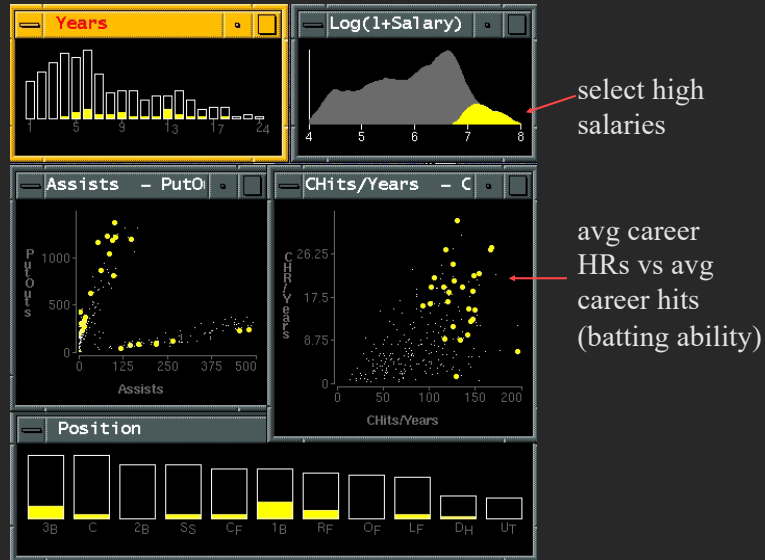 Years
1 5 9 13 17 24
Log(1+Salary)
4 5 6 7 8
select high
salaries
Assists - PutOu
PutOuts
1000
500
0
0 125 250 375 500
Assists
CHits/Years - C
CHR/Years
26.25
17.5
8.75
0
0 50 100 150 200
CHits/Years
avg career
HRs vs avg
career hits
(batting ability)
Position
3B C 2B SS CF 1B RF OF LF DH UT